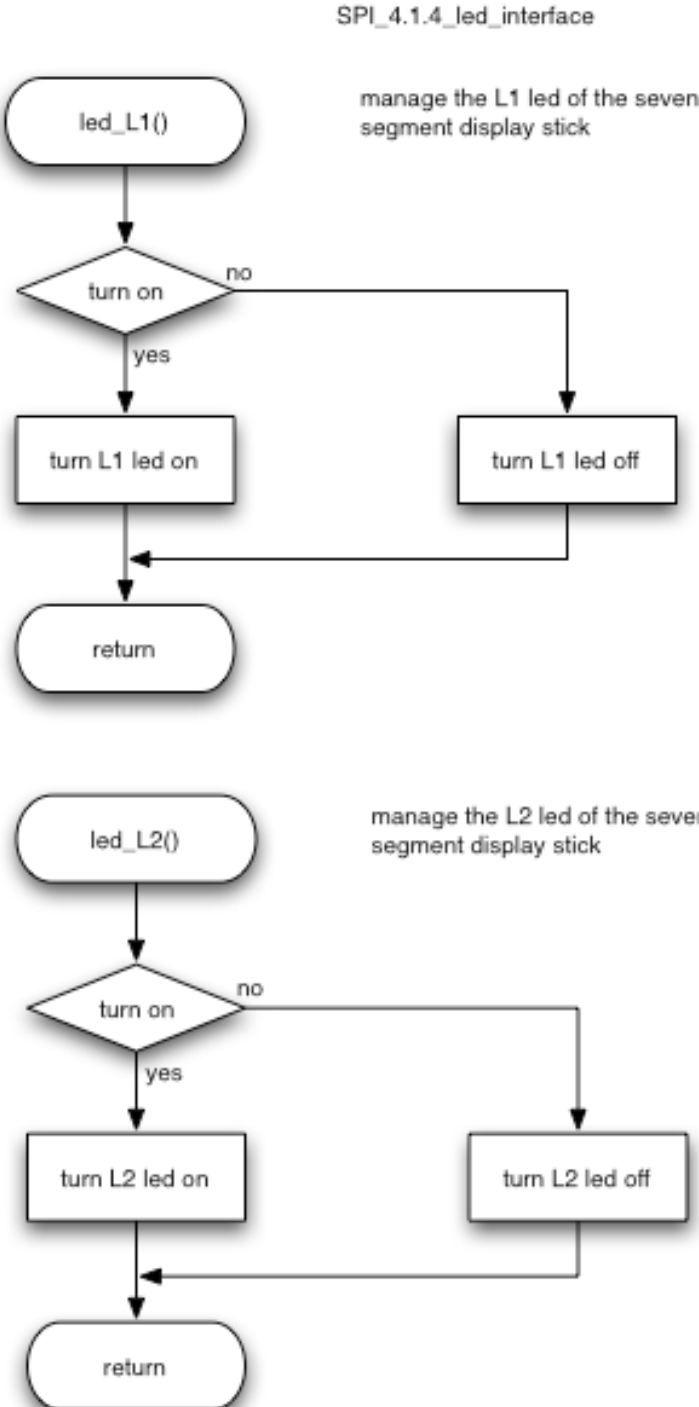 SPI_4.1.4_led_interface
led_L1()
manage the L1 led of the seven
segment display stick
turn on
no
yes
turn L1 led on
turn L1 led off
return
led_L2()
manage the L2 led of the seven
segment display stick
turn on
no
yes
turn L2 led on
turn L2 led off
return